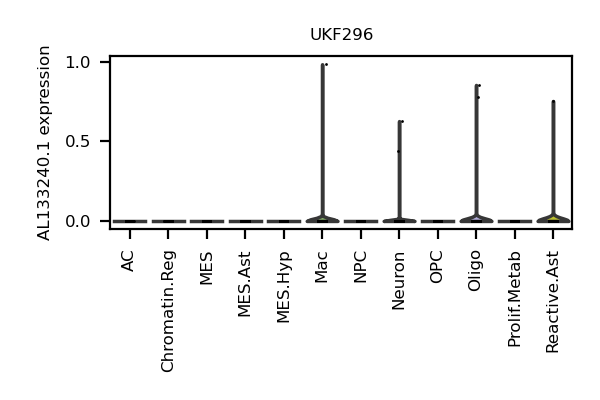 UKF296
AL133240.1 expression
1.0
0.5
0.0
AC
Chromatin.Reg
MES
MES.Ast
MES.Hyp
Mac
NPC
Neuron
OPC
Oligo
Prolif.Metab
Reactive.Ast